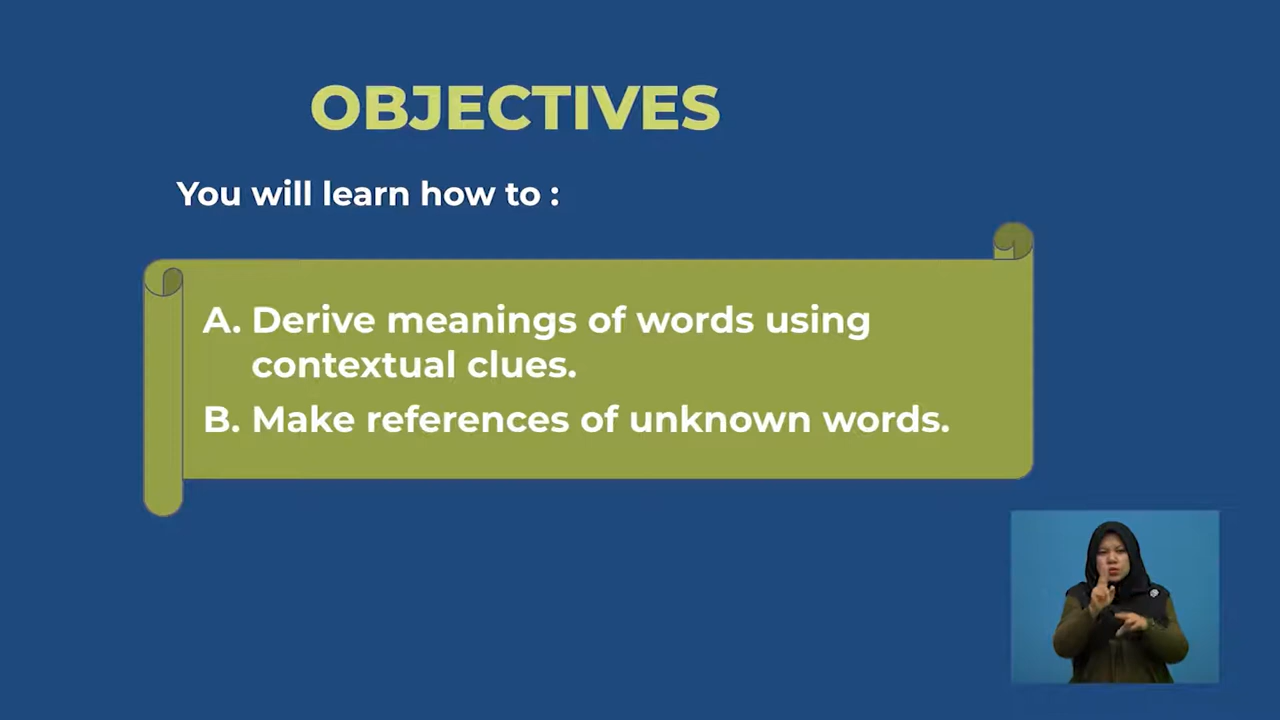 OBJECTIVES
You will learn how to :
A. Derive meanings of words using
contextual clues.
B. Make references of unknown words.